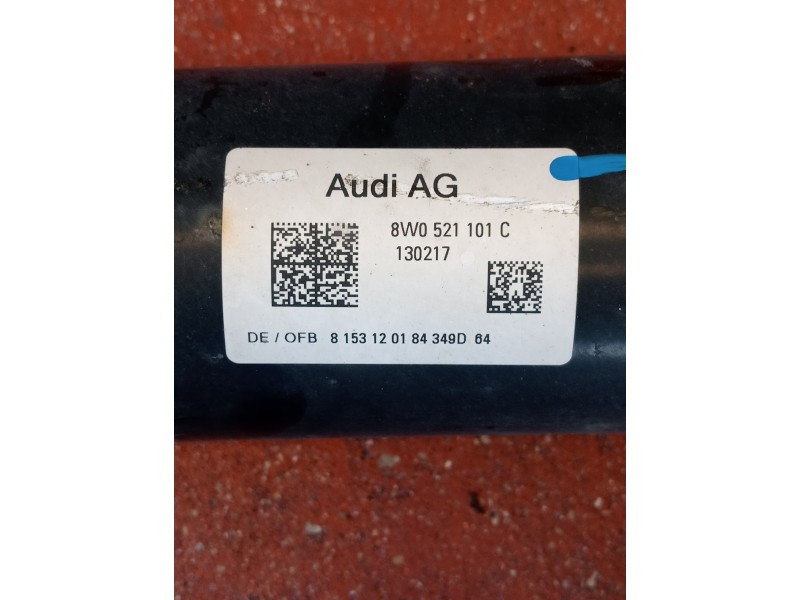 Audi AG
8W0 521 101 C
130217
DE / OFB 8 153 12 01 84 349D 64